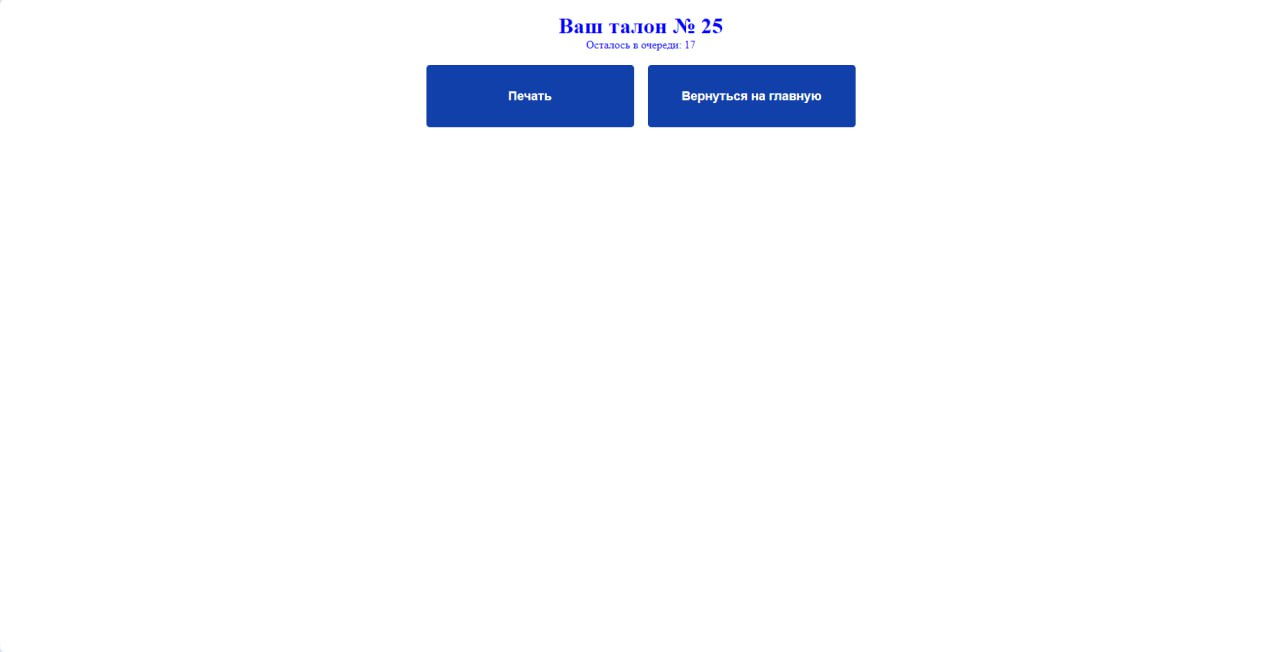 Ваш талон № 25
Осталось в очереди: 17
Печать
Вернуться на главную